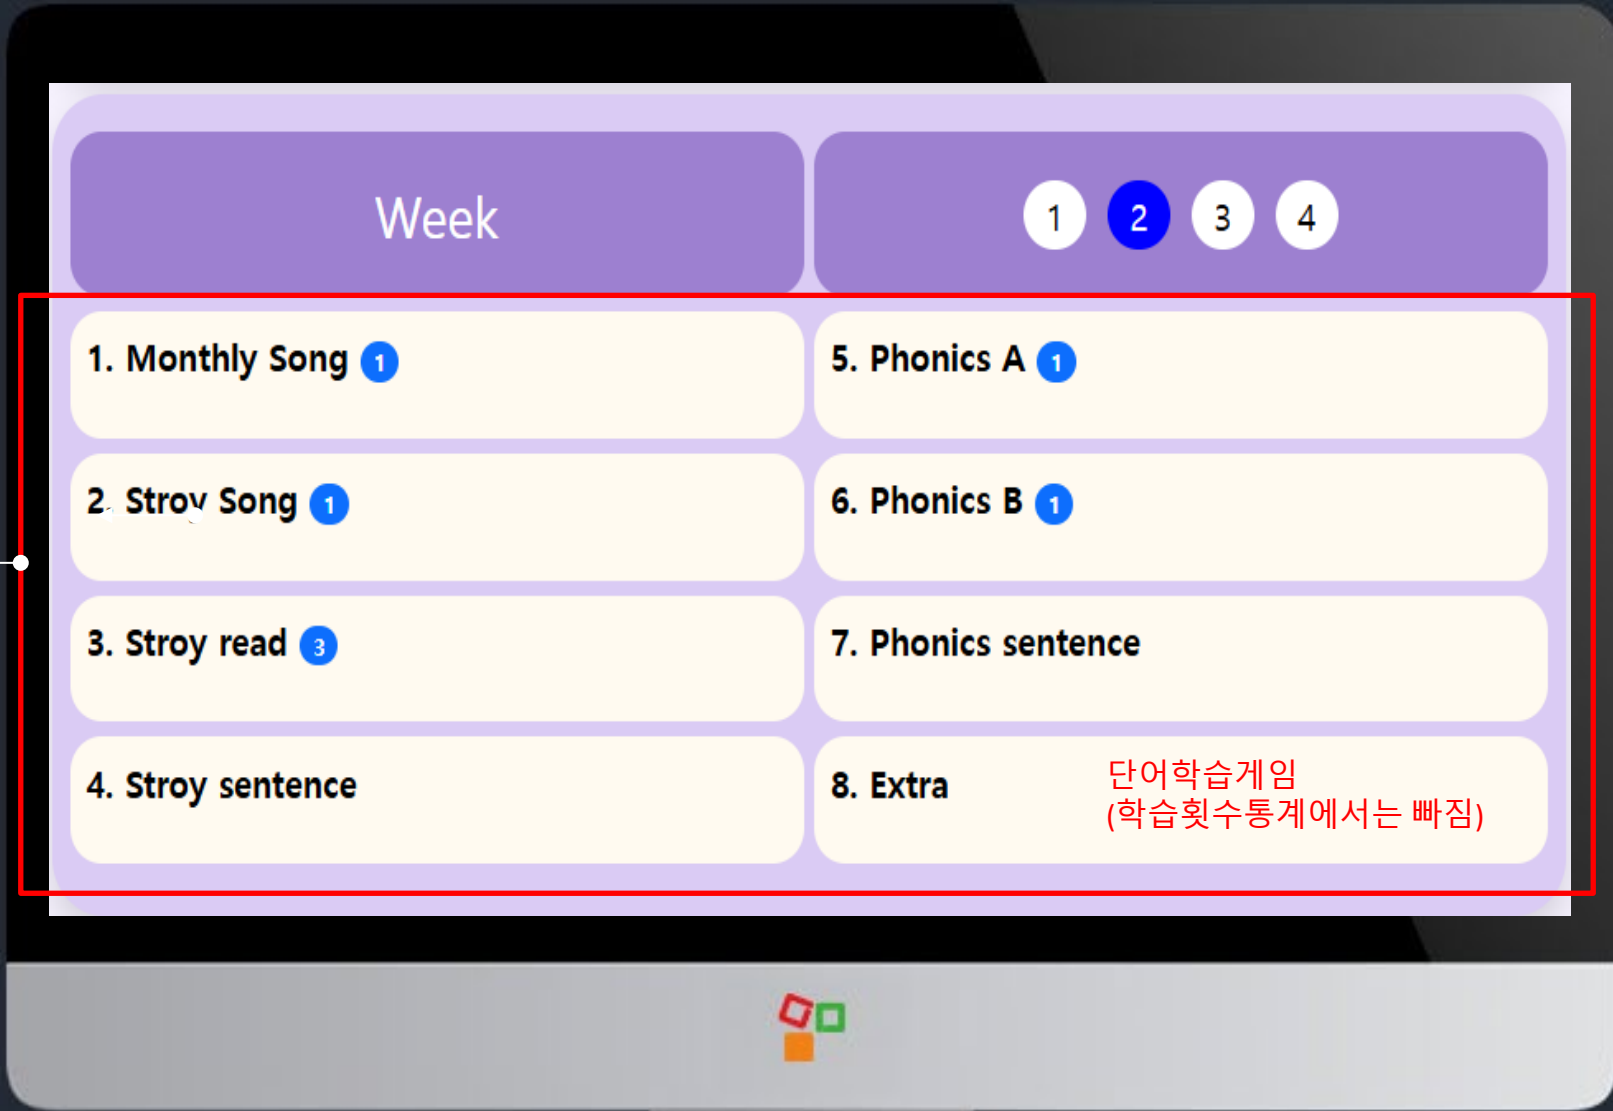 Week
1 2 3 4
1. Monthly Song 1
2. Stroy Song 1
3. Stroy read 3
4. Stroy sentence
5. Phonics A 1
6. Phonics B 1
7. Phonics sentence
8. Extra
단어학습게임
(학습횟수통계에서는 빠짐)